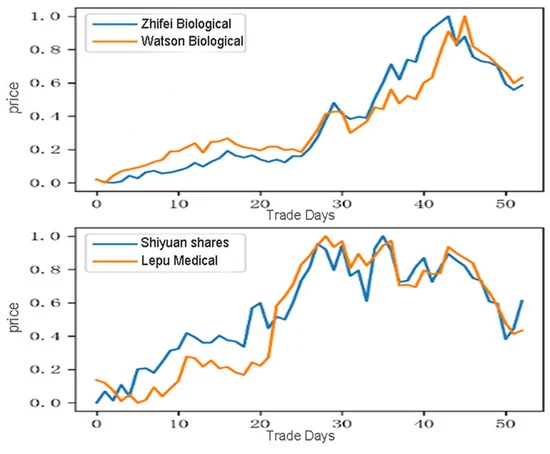 Zhifei Biological
Watson Biological
price
1. 0
0. 8
0. 6
0. 4
0. 2
0. 0
0 10 20 30 40 50
Trade Days
Shiyuan shares
Lepu Medical
price
1. 0
0. 8
0. 6
0. 4
0. 2
0. 0
0 10 20 30 40 50
Trade Days